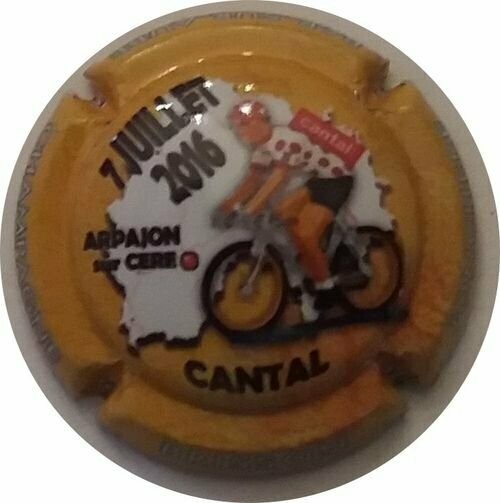 7 JUILLET
2016
cantal
ARPAJON
sur CERE
CANTAL